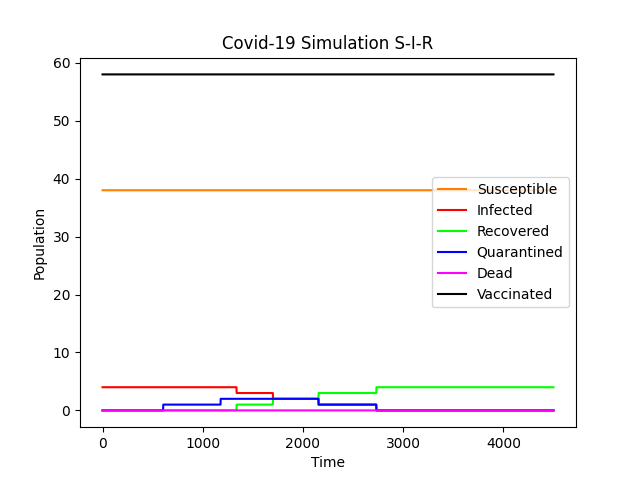 Covid-19 Simulation S-I-R
60
50
40
30
20
10
0
Population
Susceptible
Infected
Recovered
Quarantined
Dead
Vaccinated
0 1000 2000 3000 4000
Time